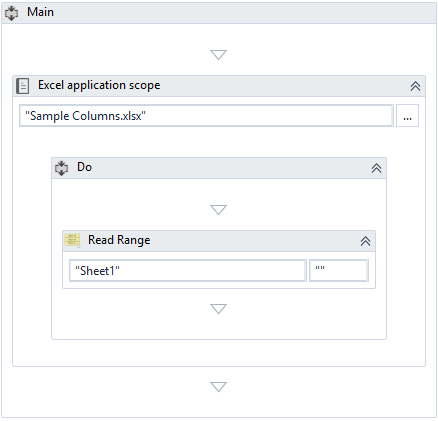 Main
Excel application scope
"Sample Columns.xlsx"
...
Do
Read Range
"Sheet1"
""